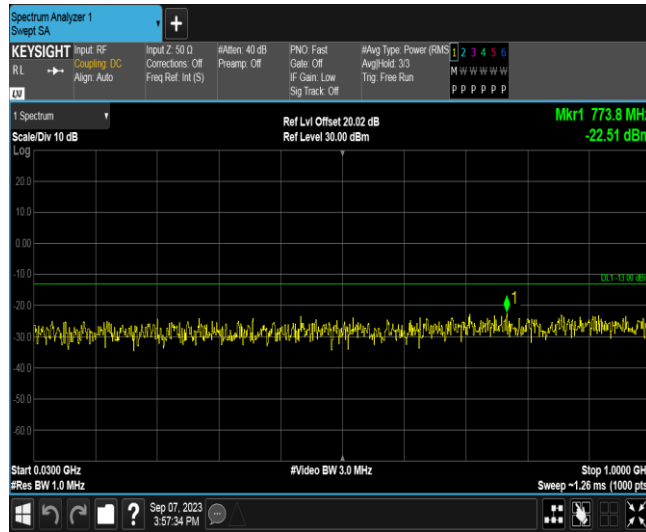 Spectrum Analyzer 1
Swept SA
+
KEYSIGHT Input: RF Input Z: 50 Ω #Atten: 40 dB PNO: Fast #Avg Type: Power (RMS 1 2 3 4 5 6
RL Coupling: DC Corrections: Off Preamp: Off Gate: Off Avg|Hold: 3/3 M W W W W W
Align: Auto Freq Ref: Int (S) IF Gain: Low Trig: Free Run
LXI Sig Track: Off P P P P P P
1 Spectrum Ref Lvl Offset 20.02 dB Mkr1 773.8 MHz
Scale/Div 10 dB Ref Level 30.00 dBm -22.51 dBm
Log
20.0
10.0
0.00
-10.0
DL1 -13.00 dBm
1
-20.0
-30.0
-40.0
-50.0
-60.0
Start 0.0300 GHz #Video BW 3.0 MHz Stop 1.0000 GHz
#Res BW 1.0 MHz Sweep ~1.26 ms (1000 pts
? Sep 07, 2023
3:57:34 PM